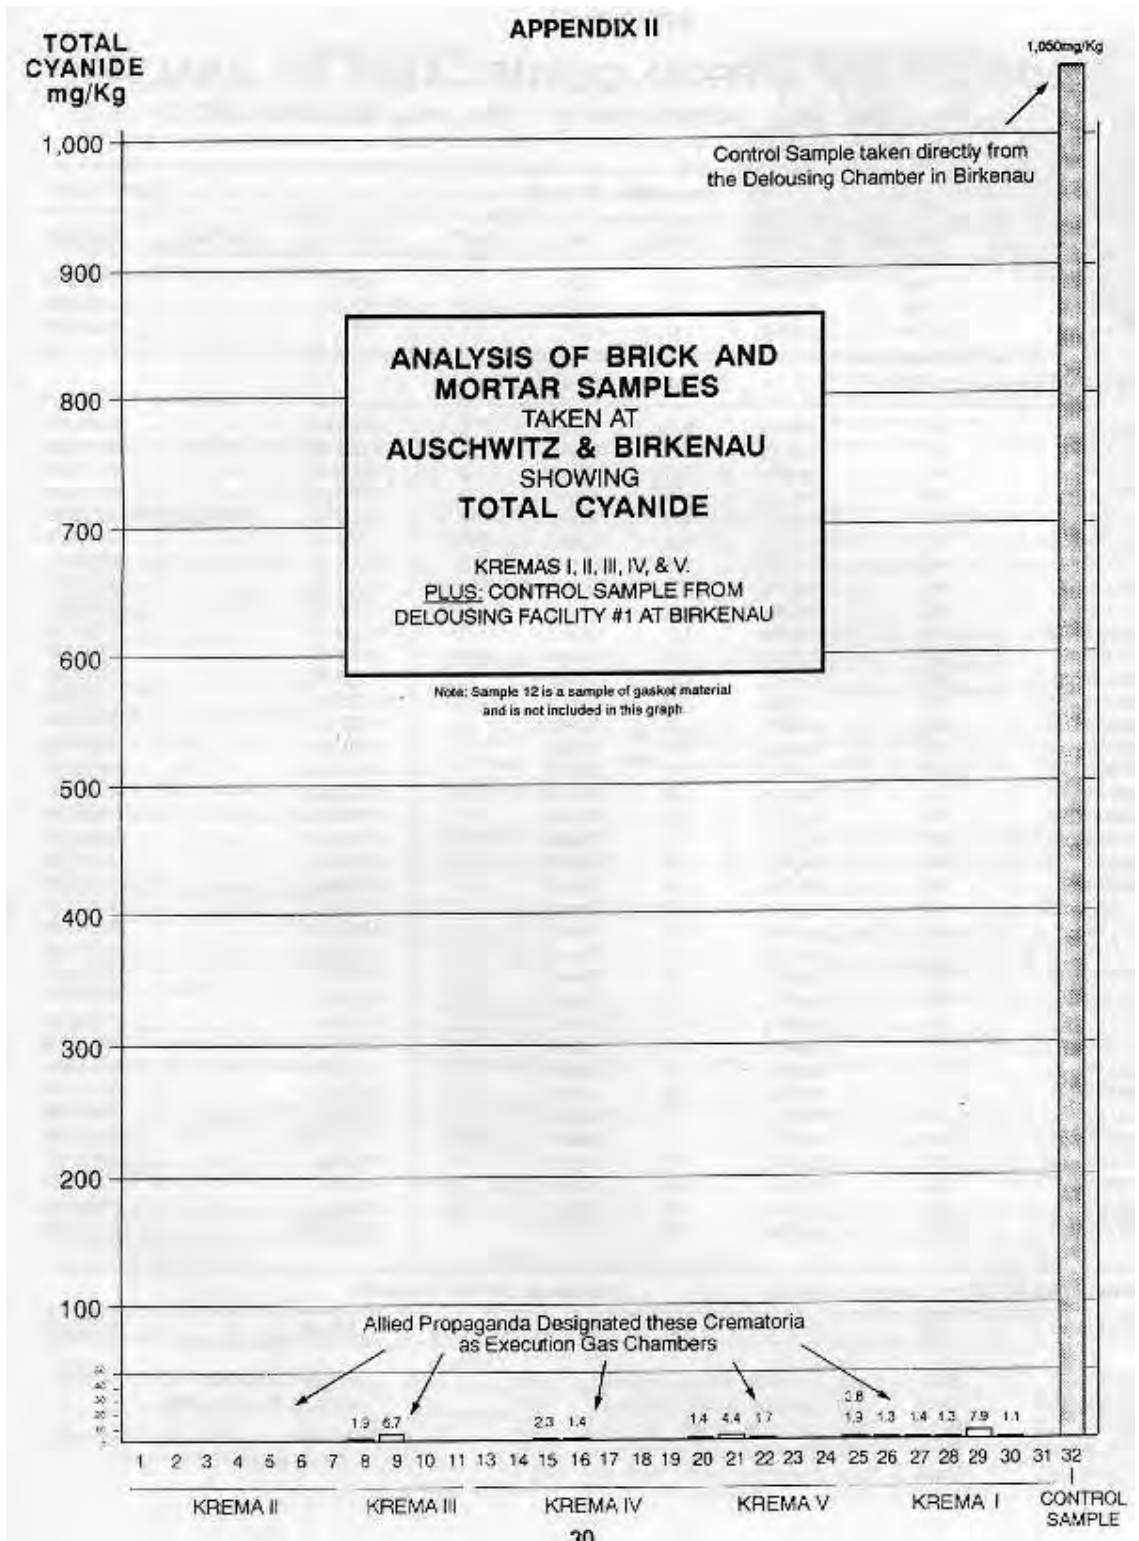 APPENDIX II
TOTAL
CYANIDE
mg/Kg
1,050mg/Kg
1,000
Control Sample taken directly from
the Delousing Chamber in Birkenau
900
ANALYSIS OF BRICK AND
MORTAR SAMPLES
TAKEN AT
AUSCHWITZ & BIRKENAU
SHOWING
TOTAL CYANIDE
KREMAS I, II, III, IV, & V.
PLUS: CONTROL SAMPLE FROM
DELOUSING FACILITY #1 AT BIRKENAU
800
700
600
Note: Sample 12 is a sample of gasket material
and is not included in this graph
500
400
300
200
100
Allied Propaganda Designated these Crematoria
as Execution Gas Chambers
1.9 6.7 2.3 1.4 1.4 4.4 1.7 3.8 1.9 1.3 1.4 1.3 7.9 1.1
1 2 3 4 5 6 7 8 9 10 11 13 14 15 16 17 18 19 20 21 22 23 24 25 26 27 28 29 30 31 32
KREMA II KREMA III KREMA IV KREMA V KREMA I CONTROL
SAMPLE